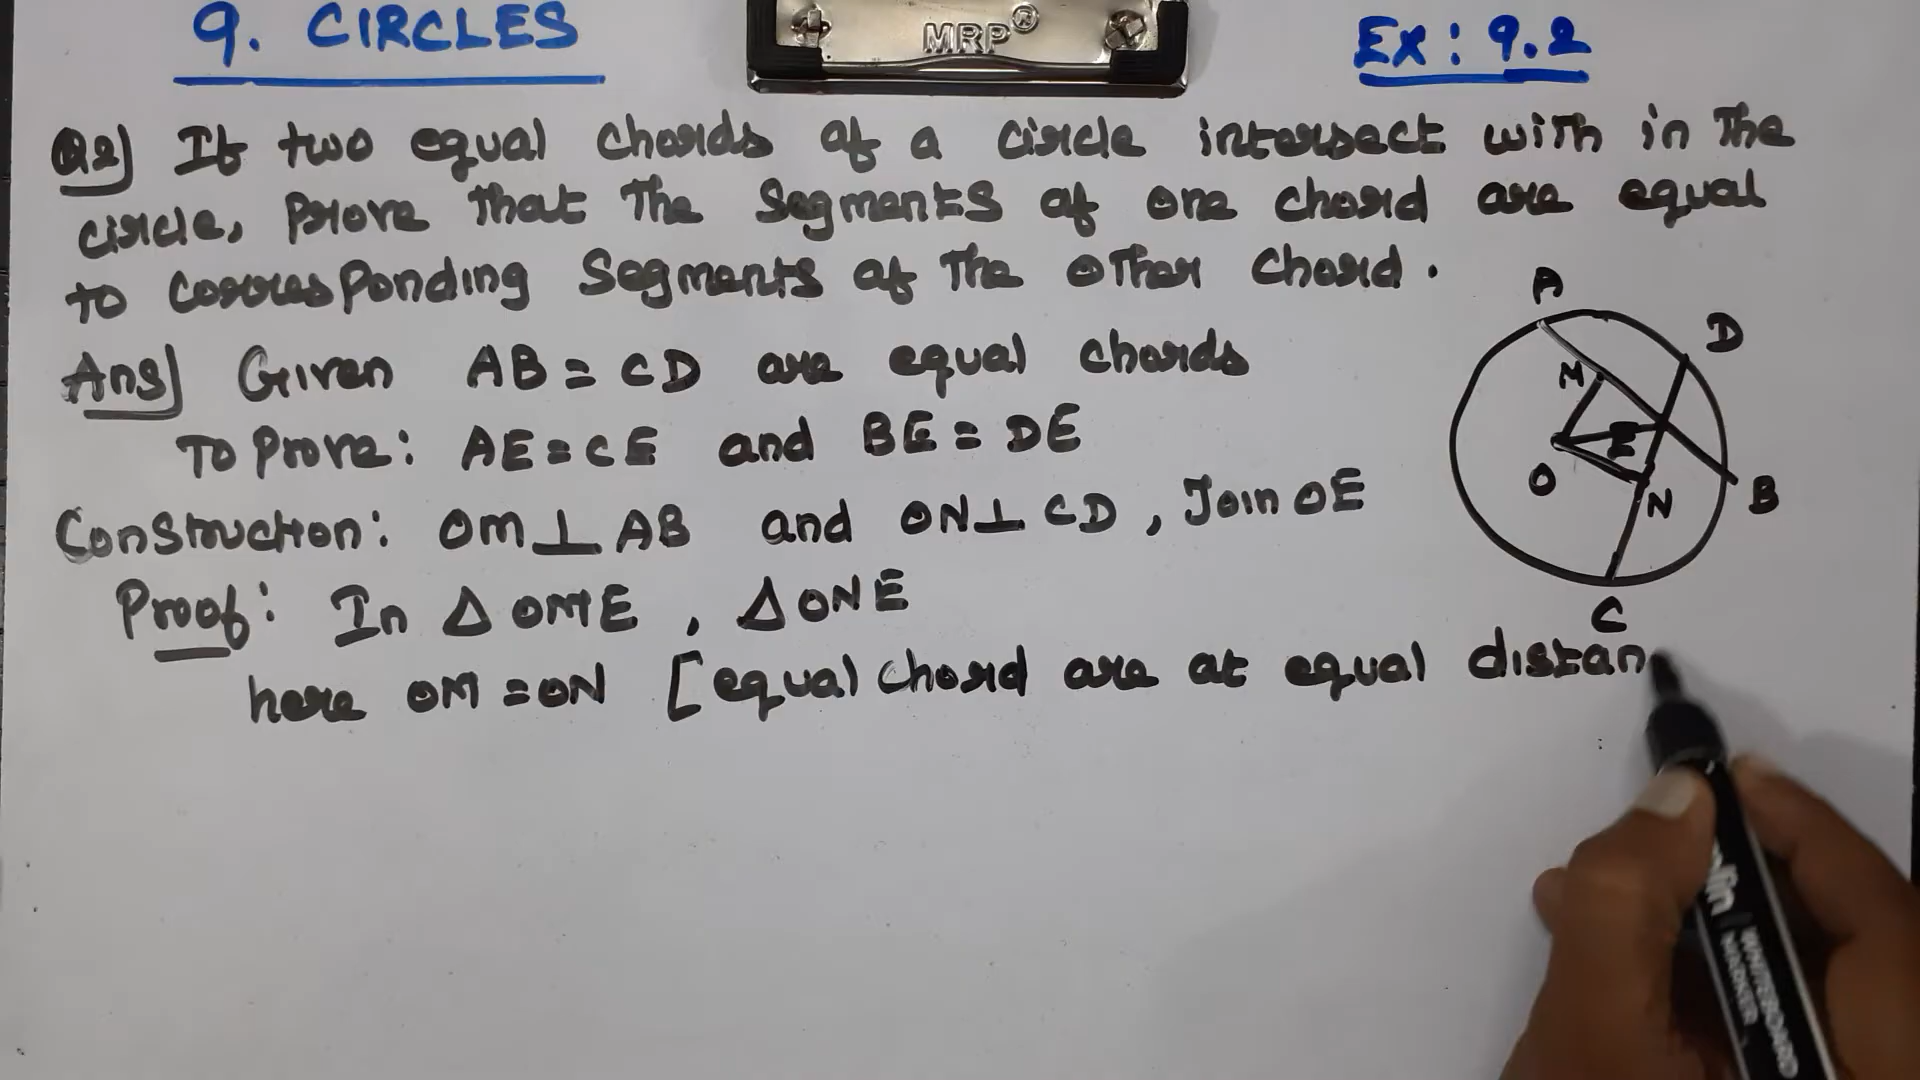 9. CIRCLES
MRP®
Ex: 9.2
Q2) If two equal chords of a circle intersect with in the
circle, prove that the segments of one chord are equal
to corresponding segments of the other chord.
Ans) Given AB = CD are equal chords
To prove: AE = CE and BE = DE
Construction: OM ⊥ AB and ON ⊥ CD, Join OE
Proof: In Δ OME, Δ ONE
here OM = ON [equal chord are at equal distan
A
D
M
E
O
N
B
C
WHITEBOARD
MARKER